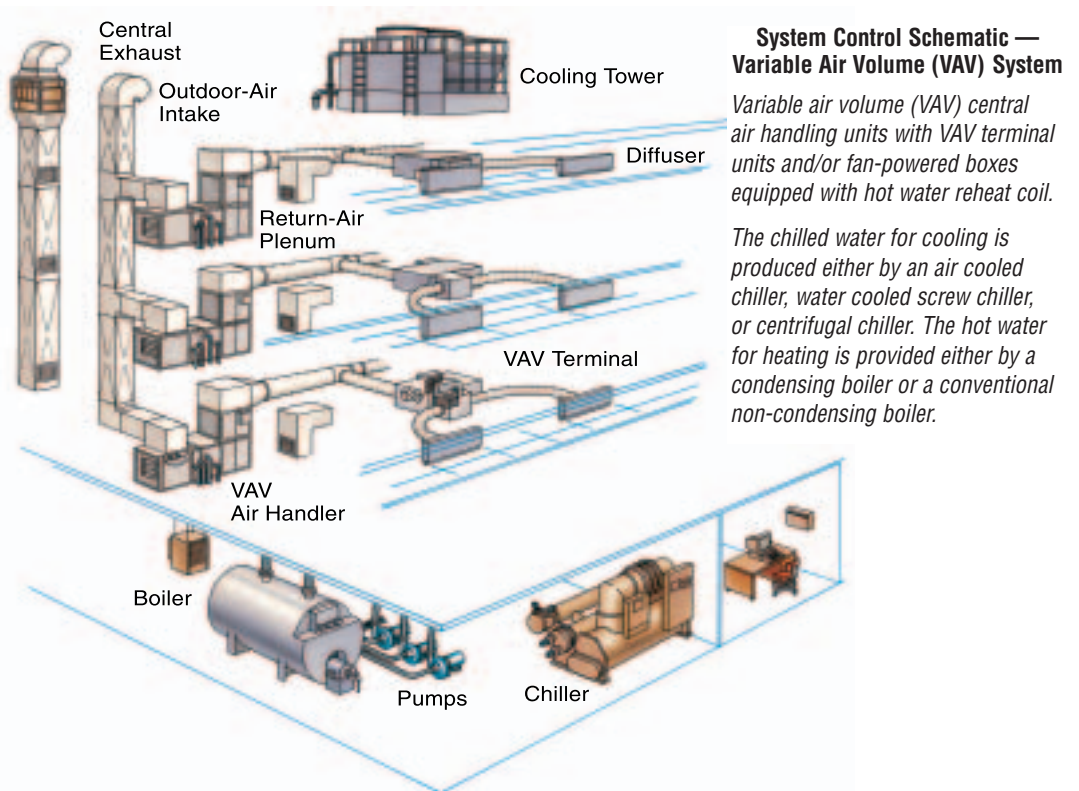 Central
Exhaust
Outdoor-Air
Intake
Cooling Tower
Diffuser
Return-Air
Plenum
VAV Terminal
VAV
Air Handler
Boiler
Pumps
Chiller
System Control Schematic —
Variable Air Volume (VAV) System
Variable air volume (VAV) central
air handling units with VAV terminal
units and/or fan-powered boxes
equipped with hot water reheat coil.
The chilled water for cooling is
produced either by an air cooled
chiller, water cooled screw chiller,
or centrifugal chiller. The hot water
for heating is provided either by a
condensing boiler or a conventional
non-condensing boiler.